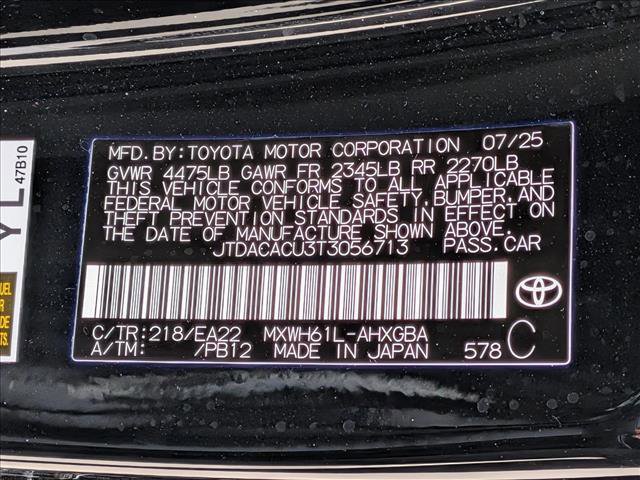 MFD.BY:TOYOTA MOTOR CORPORATION 07/25
GVWR 4475LB GAWR FR 2345LB RR 2270LB
THIS VEHICLE CONFORMS TO ALL APPLICABLE
FEDERAL MOTOR VEHICLE SAFETY,BUMPER,AND
THEFT PREVENTION STANDARDS IN EFFECT ON
THE DATE OF MANUFACTURE SHOWN ABOVE.
JTDACACU3T3056713 PASS.CAR
C/TR:218/EA22 MXWH61L-AHXGBA
A/TM: /PB12 MADE IN JAPAN 578 C
47B10
YL